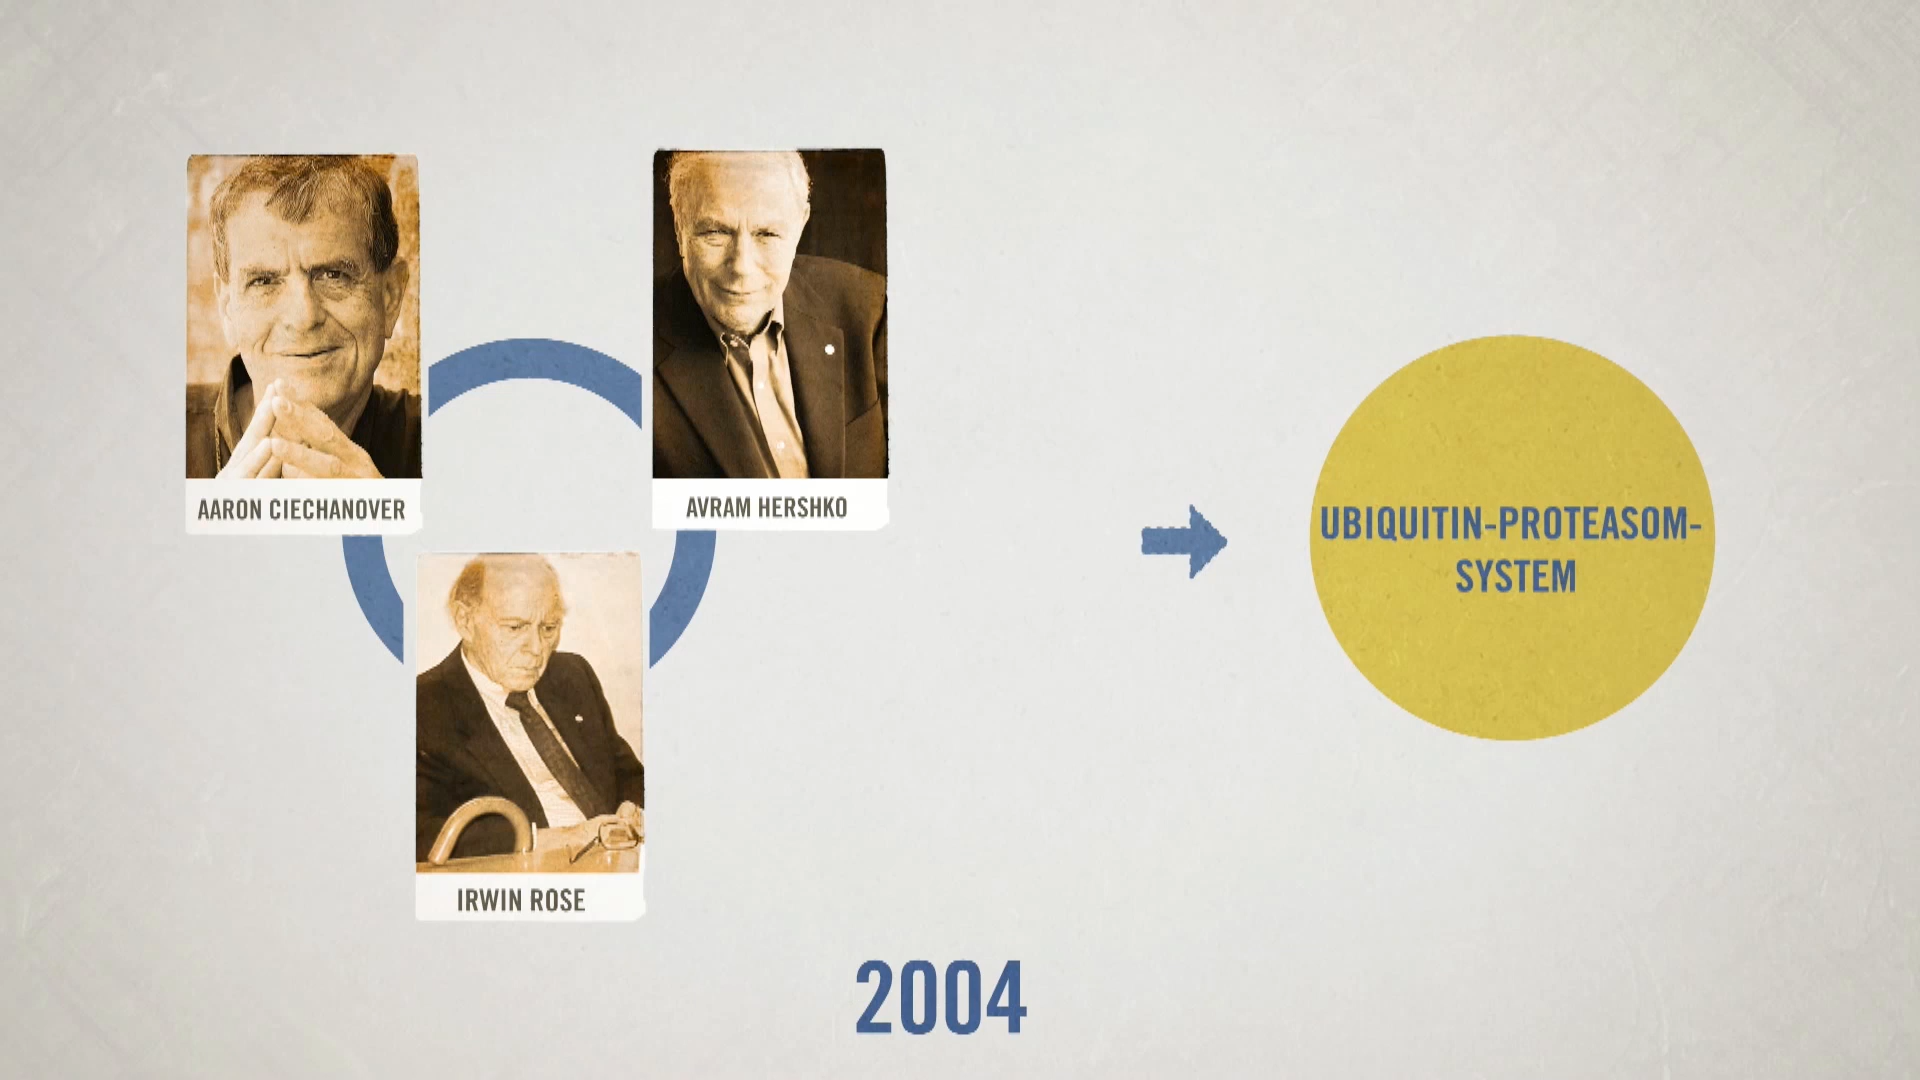 AARON CIECHANOVER
AVRAM HERSHKO
IRWIN ROSE
UBIQUITIN-PROTEASOM-
SYSTEM
2004